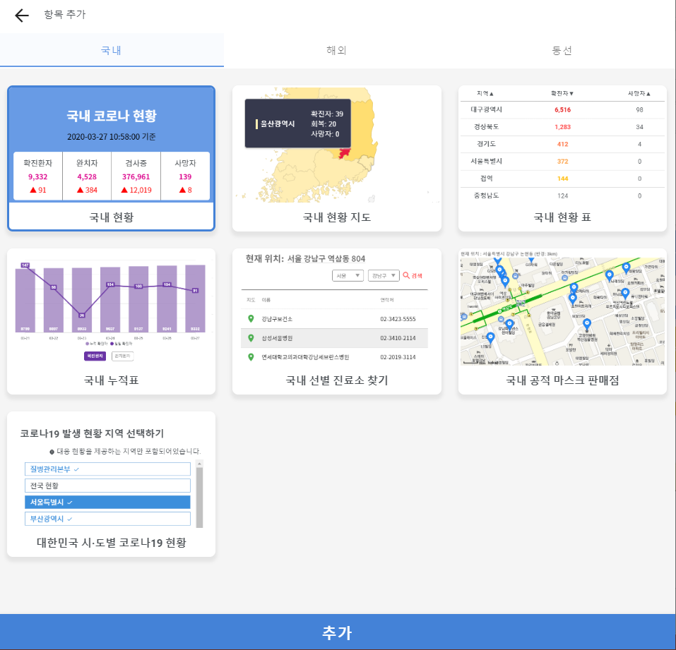 항목 추가
국내
해외
동선
국내 코로나 현황
2020-03-27 10:58:00 기준
확진환자 완치자 검사중 사망자
9,332 4,528 376,961 139
▲ 91 ▲ 384 ▲ 12,019 ▲ 8
국내 현황
울산광역시
확진자: 39
회복: 20
사망자: 0
국내 현황 지도
지역▲ 확진자▼ 사망자▲
대구광역시 6,516 98
경상북도 1,283 34
경기도 412 4
서울특별시 372 0
검역 144 0
충청남도 124 0
국내 현황 표
국내 누적표
현재 위치: 서울 강남구 역삼동 804
서울 ▼ 강남구 ▼ 검색
지도 이름 연락처
강남구보건소 02-3423-5555
삼성서울병원 02-3410-2114
연세대학교의과대학강남세브란스병원 02-2019-3114
국내 선별 진료소 찾기
국내 공적 마스크 판매점
코로나19 발생 현황 지역 선택하기
대응 현황을 제공하는 지역만 포함되어있습니다.
질병관리본부 ✓
전국 현황
서울특별시 ✓
부산광역시 ✓
대한민국 시·도별 코로나19 현황
추가